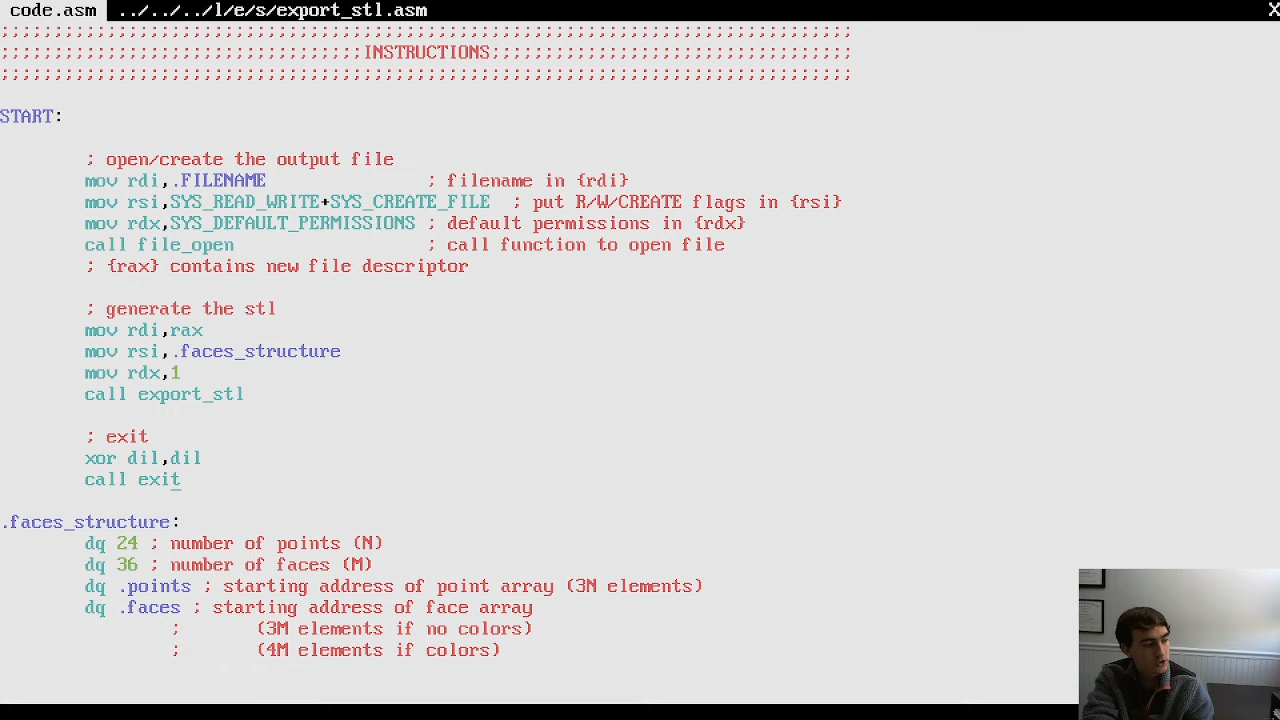 code.asm ../../../l/e/s/export_stl.asm X
;;;;;;;;;;;;;;;;;;;;;;;;;;;;;;;;;;;;;;;;;;;;;;;;;;;;;;;;;;;;;;;;;;;;;;;;;;;;;;;;
;;;;;;;;;;;;;;;;;;;;;;;;;;;;;;;;;;INSTRUCTIONS;;;;;;;;;;;;;;;;;;;;;;;;;;;;;;;;;;
;;;;;;;;;;;;;;;;;;;;;;;;;;;;;;;;;;;;;;;;;;;;;;;;;;;;;;;;;;;;;;;;;;;;;;;;;;;;;;;;
START:
; open/create the output file
mov rdi,.FILENAME ; filename in {rdi}
mov rsi,SYS_READ_WRITE+SYS_CREATE_FILE ; put R/W/CREATE flags in {rsi}
mov rdx,SYS_DEFAULT_PERMISSIONS ; default permissions in {rdx}
call file_open ; call function to open file
; {rax} contains new file descriptor
; generate the stl
mov rdi,rax
mov rsi,.faces_structure
mov rdx,1
call export_stl
; exit
xor dil,dil
call exit
.faces_structure:
dq 24 ; number of points (N)
dq 36 ; number of faces (M)
dq .points ; starting address of point array (3N elements)
dq .faces ; starting address of face array
; (3M elements if no colors)
; (4M elements if colors)